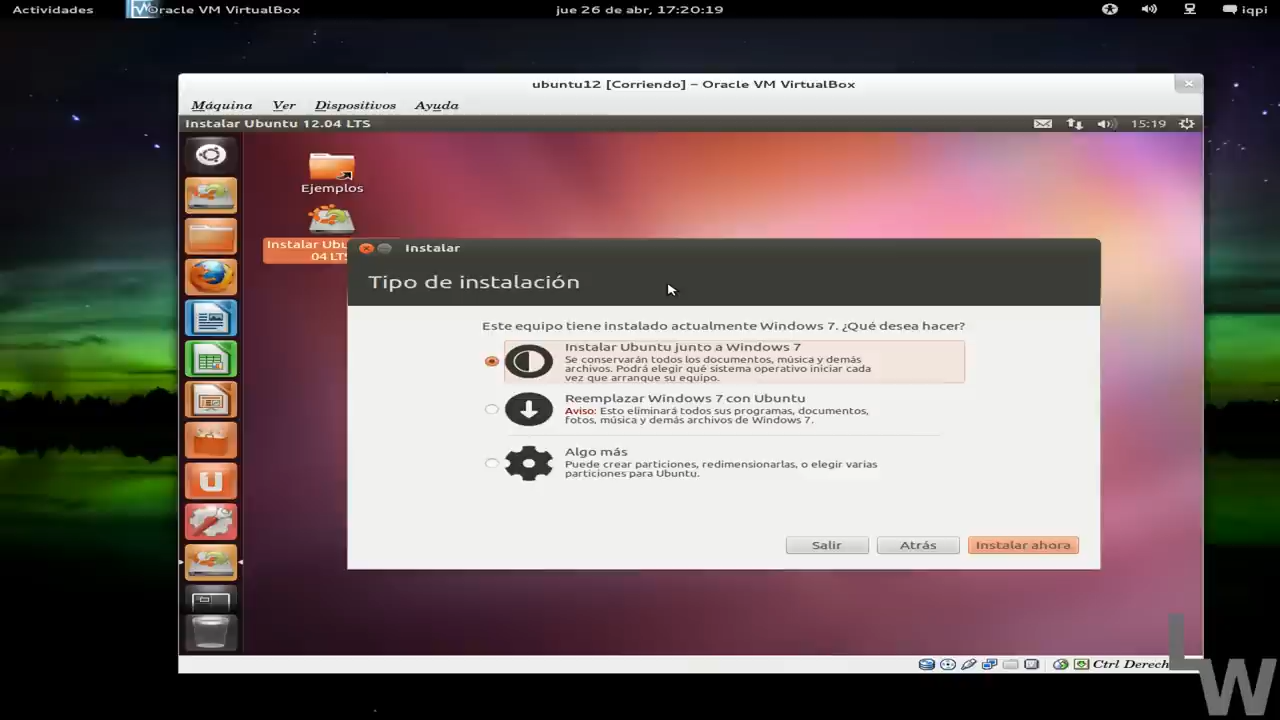 Actividades
Oracle VM VirtualBox
jue 26 de abr, 17:20:19
iqpi
ubuntu12 [Corriendo] – Oracle VM VirtualBox
Máquina Ver Dispositivos Ayuda
Instalar Ubuntu 12.04 LTS
15:19
Ejemplos
Instalar Ubu
04 LTS
Instalar
Tipo de instalación
Este equipo tiene instalado actualmente Windows 7. ¿Qué desea hacer?
Instalar Ubuntu junto a Windows 7
Se conservarán todos los documentos, música y demás
archivos. Podrá elegir qué sistema operativo iniciar cada
vez que arranque su equipo.
Reemplazar Windows 7 con Ubuntu
Aviso: Esto eliminará todos sus programas, documentos,
fotos, música y demás archivos de Windows 7.
Algo más
Puede crear particiones, redimensionarlas, o elegir varias
particiones para Ubuntu.
Salir
Atrás
Instalar ahora
Ctrl Derech
LW